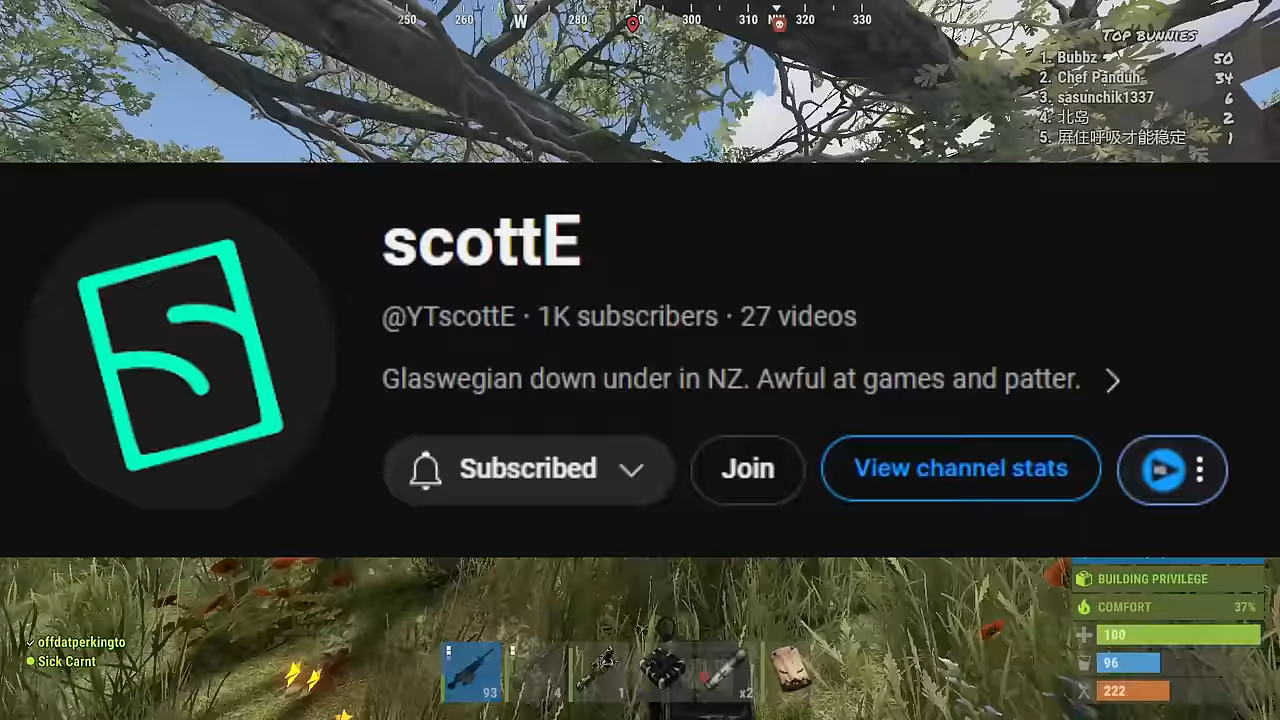 250 260 W 280 300 310 320 330
TOP BUNNIES
1. Bubbz 50
2. Chef Panduh 34
3. sasunchik1337 6
4. 北岛 2
5. 屏住呼吸才能稳定 1
scottE
@YTscottE · 1K subscribers · 27 videos
Glaswegian down under in NZ. Awful at games and patter.
Subscribed
Join
View channel stats
BUILDING PRIVILEGE
COMFORT 37%
100
96
222
offdatperkingto
Sick Carnt
93 4 1 x2